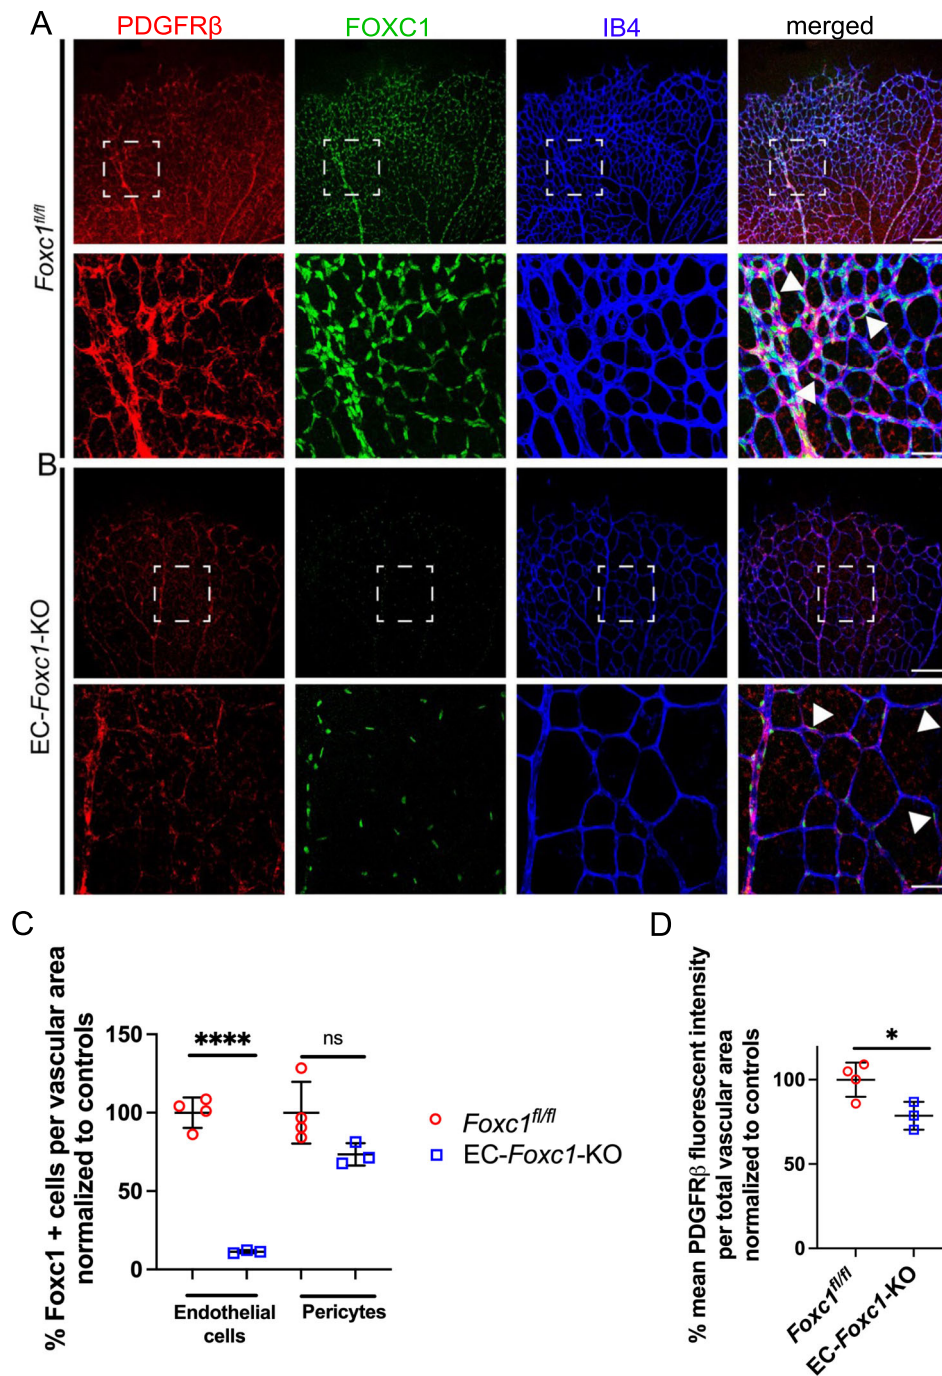 A
PDGFRβ
FOXC1
IB4
merged
Foxc1fl/fl
B
EC-Foxc1-KO
C
% Foxc1 + cells per vascular area
normalized to controls
150
100
50
0
****
ns
Endothelial
cells
Pericytes
Foxc1fl/fl
EC-Foxc1-KO
D
% mean PDGFRβ fluorescent intensity
per total vascular area
normalized to controls
100
50
0
*
Foxc1fl/fl
EC-Foxc1-KO